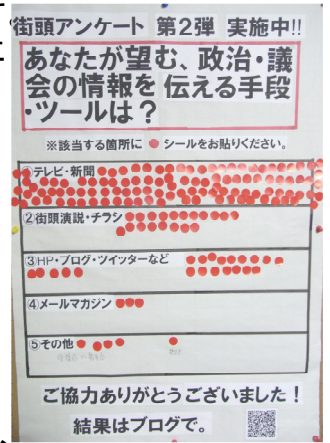 街頭アンケート 第2弾 実施中!!
あなたが望む、政治・議
会の情報を 伝える手段
・ツールは？
※該当する箇所に ● シールをお貼りください。
①テレビ・新聞
②街頭演説・チラシ
③HP・ブログ・ツイッターなど
④メールマガジン
⑤その他
ご協力ありがとうございました！
結果はブログで。